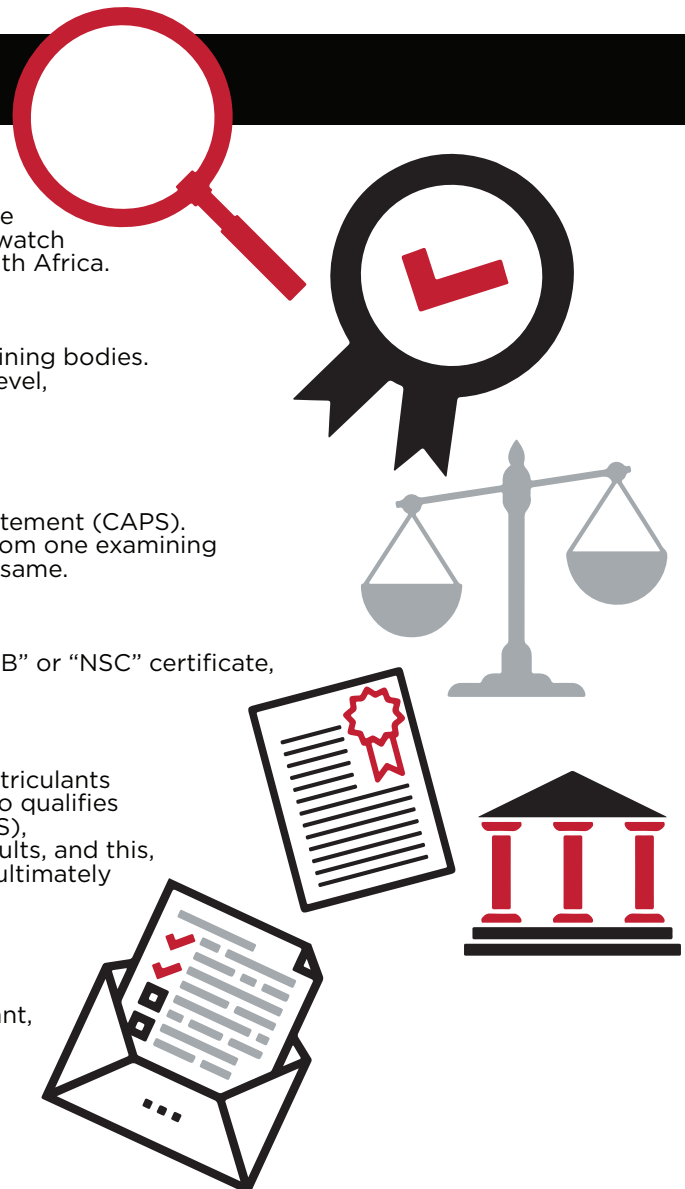 e
watch
th Africa.
ining bodies.
evel,
tement (CAPS).
om one examining
same.
B” or “NSC” certificate,
triculants
o qualifies
S),
ults, and this,
ultimately
nt,